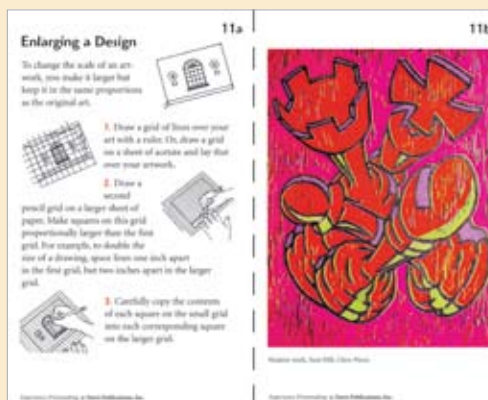 11a
Enlarging a Design
To change the scale of an art-
work, you make it larger but
keep it in the same proportions
as the original art.
1. Draw a grid of lines over your
art with a ruler. Or, draw a grid
on a sheet of acetate and lay that
over your artwork.
2. Draw a
second
pencil grid on a larger sheet of
paper. Make squares on this grid
proportionally larger than the first
grid. For example, to double the
size of a drawing, space lines one inch apart
in the first grid, but two inches apart in the larger
grid.
3. Carefully copy the contents
of each square on the small grid
into each corresponding square
on the larger grid.
11b
Student work,